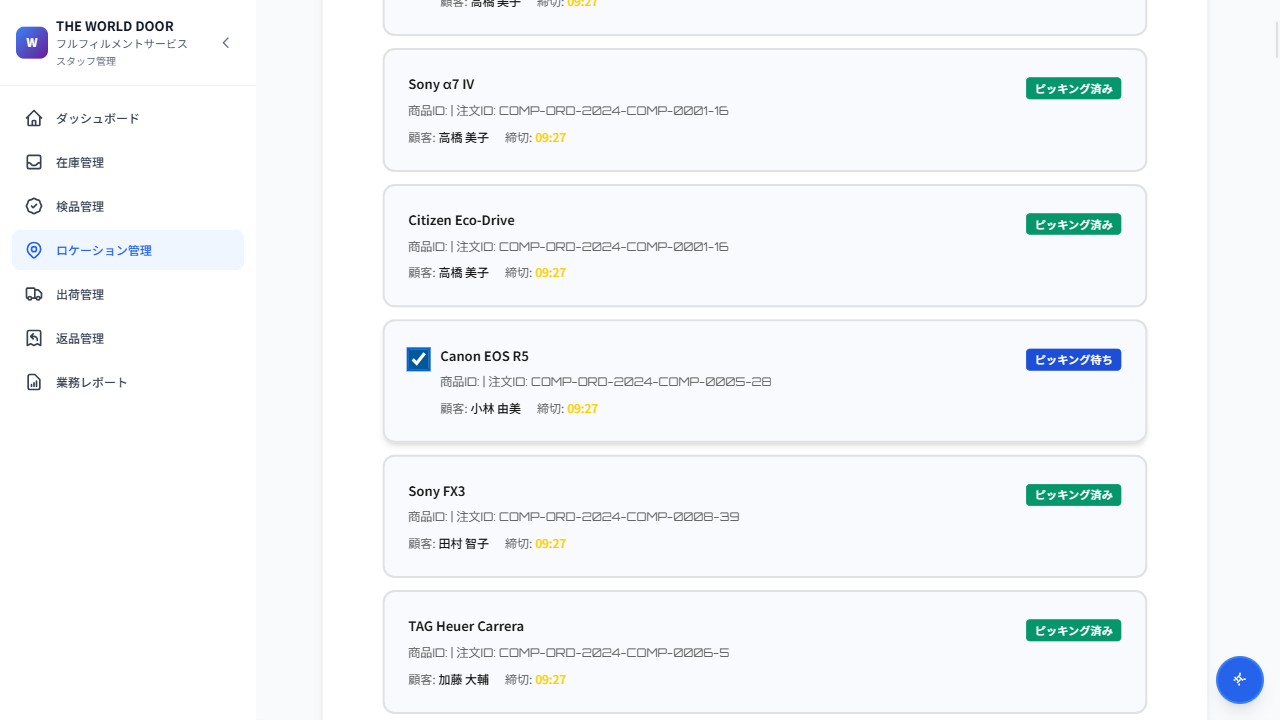 THE WORLD DOOR
フルフィルメントサービス
スタッフ管理
ダッシュボード
在庫管理
検品管理
ロケーション管理
出荷管理
返品管理
業務レポート
顧客: 高橋 美子 締切: 09:27
Sony α7 IV
ピッキング済み
商品ID: | 注文ID: COMP-ORD-2024-COMP-0001-16
顧客: 高橋 美子 締切: 09:27
Citizen Eco-Drive
ピッキング済み
商品ID: | 注文ID: COMP-ORD-2024-COMP-0001-16
顧客: 高橋 美子 締切: 09:27
Canon EOS R5
ピッキング待ち
商品ID: | 注文ID: COMP-ORD-2024-COMP-0005-28
顧客: 小林 由美 締切: 09:27
Sony FX3
ピッキング済み
商品ID: | 注文ID: COMP-ORD-2024-COMP-0008-39
顧客: 田村 智子 締切: 09:27
TAG Heuer Carrera
ピッキング済み
商品ID: | 注文ID: COMP-ORD-2024-COMP-0006-5
顧客: 加藤 大輔 締切: 09:27
W